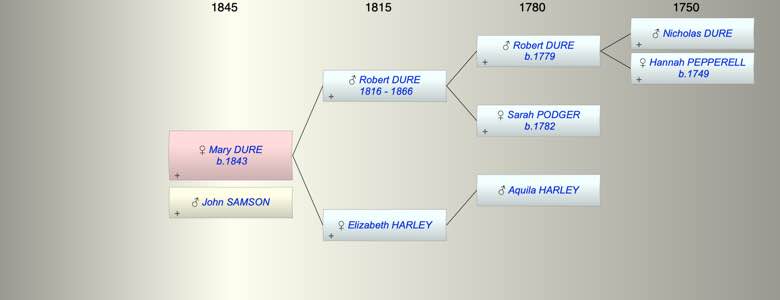 1845 1815 1780 1750
♂ Nicholas DURE
+
♂ Robert DURE
b.1779
+
♀ Hannah PEPPERELL
b.1749
+
♂ Robert DURE
1816 - 1866
+
♀ Sarah PODGER
b.1782
+
♀ Mary DURE
b.1843
+
♂ Aquila HARLEY
♂ John SAMSON
+
♀ Elizabeth HARLEY
+